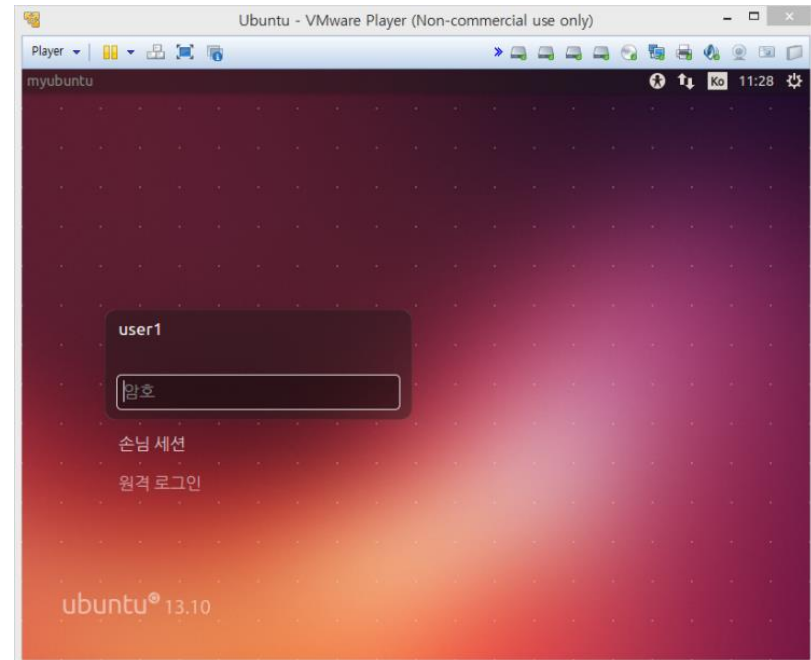 Ubuntu - VMware Player (Non-commercial use only)
Player
myubuntu
Ko 11:28
user1
암호
손님 세션
원격 로그인
ubuntu® 13.10